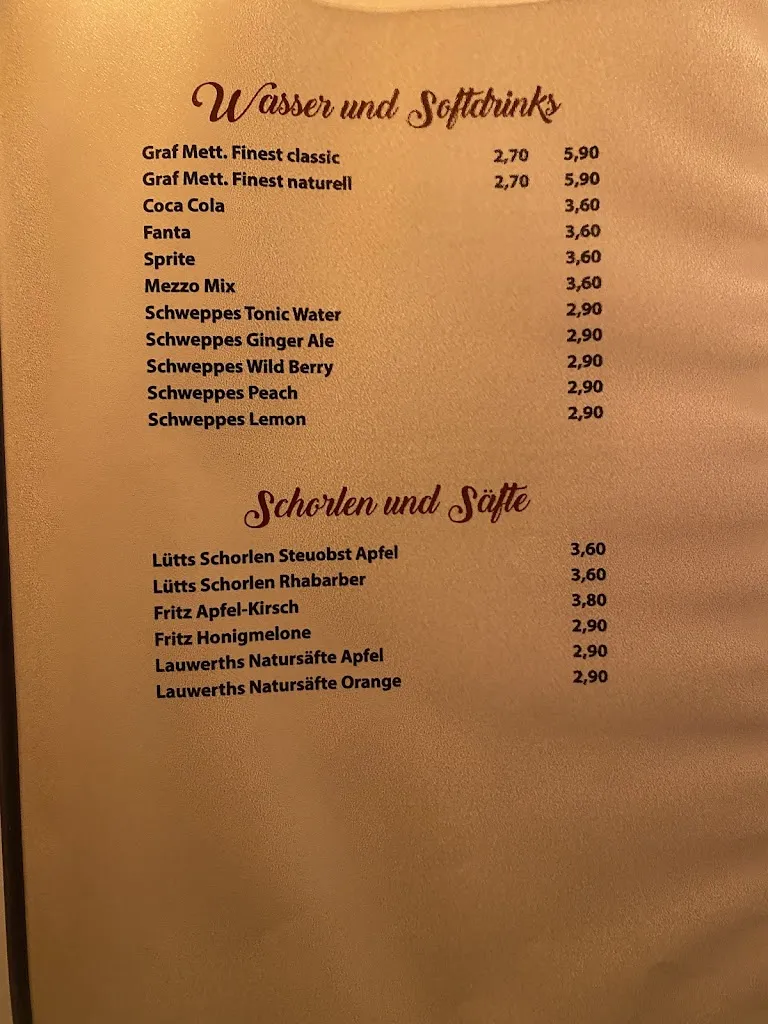 Wasser und Softdrinks
Graf Mett. Finest classic 2,70 5,90
Graf Mett. Finest naturell 2,70 5,90
Coca Cola 3,60
Fanta 3,60
Sprite 3,60
Mezzo Mix 3,60
Schweppes Tonic Water 2,90
Schweppes Ginger Ale 2,90
Schweppes Wild Berry 2,90
Schweppes Peach 2,90
Schweppes Lemon 2,90
Schorlen und Säfte
Lütts Schorlen Steuobst Apfel 3,60
Lütts Schorlen Rhabarber 3,60
Fritz Apfel-Kirsch 3,80
Fritz Honigmelone 2,90
Lauwerths Natursäfte Apfel 2,90
Lauwerths Natursäfte Orange 2,90